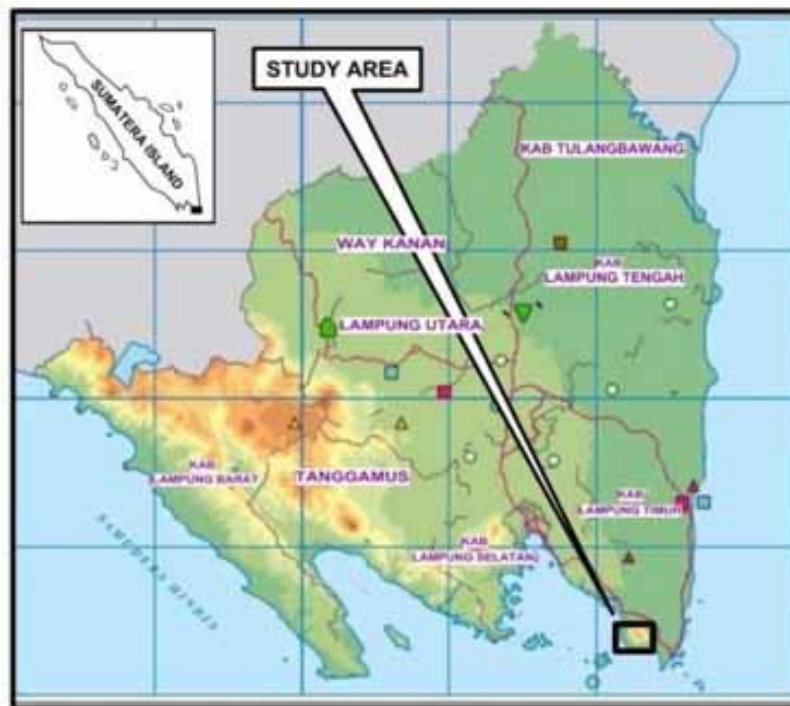 STUDY AREA
SUMATERA ISLAND
KAB TULANGBAWANG
WAY KANAN
KAB
LAMPUNG TENGAH
LAMPUNG UTARA
KAB
LAMPUNG BARAT
TANGGAMUS
KAB
LAMPUNG TIMUR
KAB
LAMPUNG SELATAN